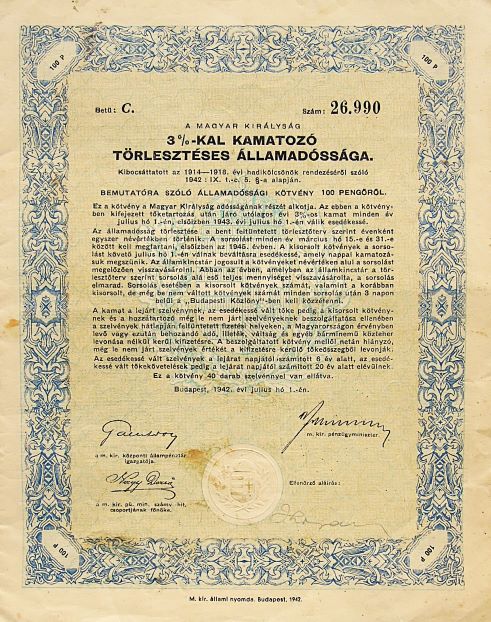 100 P
100 P
Betű: C.
Szám: 26.990
A MAGYAR KIRÁLYSÁG
3%-KAL KAMATOZÓ
TÖRLESZTÉSES ÁLLAMADÓSSÁGA.
Kibocsáttatott az 1914—1918. évi hadikölcsönök rendezéséről szóló
1942 : IX. t.-c. 5. §-a alapján.
BEMUTATÓRA SZÓLÓ ÁLLAMADÓSSÁGI KÖTVÉNY 100 PENGŐRŐL.
Ez a kötvény a Magyar Királyság adósságának részét alkotja. Az ebben a kötvény-
ben kifejezett tőketartozás után járó utólagos évi 3%-os kamat minden év
július hó 1.-én, először 1943. évi július hó 1.-én válik esedékessé.
Az államadósság törlesztése a bent feltüntetett törlesztőterv szerint évenként
egyszer névértékben történik. A sorsolást minden év március hó 15.-e és 31.-e
között kell megtartani, elsőízben az 1945. évben. A kisorsolt kötvények a sorso-
lást követő július hó 1.-én válnak beváltásra esedékessé, amely nappal kamatozá-
suk megszűnik. Az államkincstár jogosult a kötvényeket névértéken alul a sorsolást
megelőzően visszavásárolni. Abban az évben, amelyben az államkincstár a tör-
lesztőterv szerint sorsolás alá eső teljes mennyiséget visszavásárolta, a sorsolás
elmarad. Sorsolás esetében a kisorsolt kötvények számát, valamint a korábban
kisorsolt, de még be nem váltott kötvények számát minden sorsolás után 3 napon
belül a „Budapesti Közlöny”-ben kell közzétenni.
A kamat a lejárt szelvénynek, az esedékessé vált tőke pedig a kisorsolt kötvény-
nek és a hozzátartozó még le nem járt szelvényeknek beszolgáltatása ellenében
a szelvények hátlapján feltüntetett fizetési helyeken, a Magyarországon érvényben
levő vagy ezután behozandó adó, illeték, váltság és egyéb bárminemű közteher
levonása nélkül kerül kifizetésre. A beszolgáltatott kötvény mellől netán hiányzó,
még le nem járt szelvények értékét a kifizetésre kerülő tőkeösszegből levonják.
Az esedékessé vált szelvények a lejárat napjától számított 6 év alatt, az esedé-
kessé vált tőkekövetelések pedig a lejárat napjától számított 20 év alatt elévülnek.
Ez a kötvény 40 darab szelvénnyel van ellátva.
Budapest, 1942. évi július hó 1.-én.
m. kir. pénzügyminiszter.
a m. kir. központi állampénztár
igazgatója.
Ellenőrző aláírás:
a m. kir. pü. min. számv. hit.
csoportjának főnöke.
100 P
100 P
M. kir. állami nyomda. Budapest, 1942.